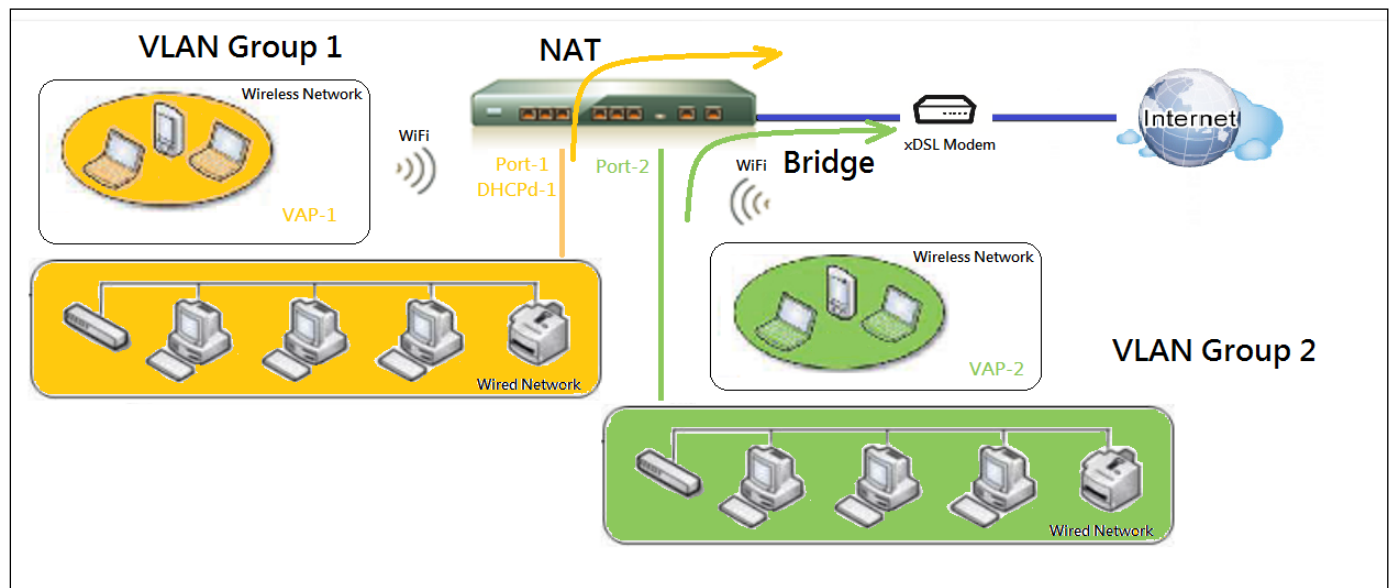 VLAN Group 1
NAT
Wireless Network
WiFi
VAP-1
Port-1
DHCPd-1
Port-2
WiFi
Bridge
xDSL Modem
Internet
Wired Network
Wireless Network
VAP-2
VLAN Group 2
Wired Network